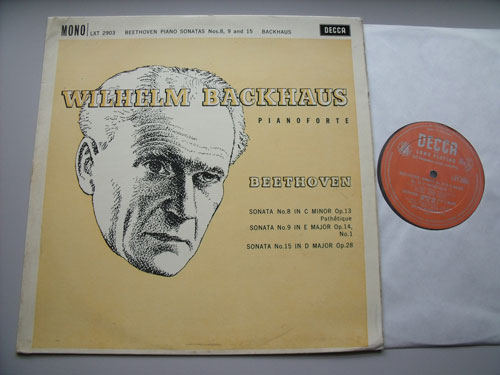 MONO LXT 2903 BEETHOVEN PIANO SONATAS Nos.8, 9 and 15 BACKHAUS DECCA
WILHELM BACKHAUS
PIANOFORTE
BEETHOVEN
SONATA No.8 IN C MINOR Op.13
Pathétique
SONATA No.9 IN E MAJOR Op.14,
No.1
SONATA No.15 IN D MAJOR Op.28
DECCA
LONG PLAYING